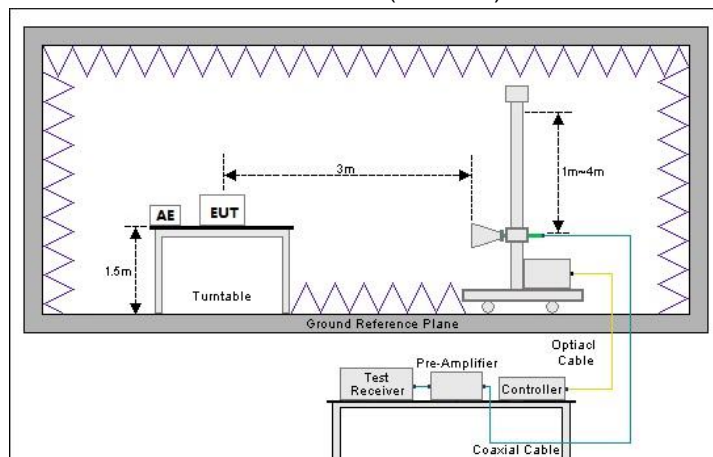 3m
1m~4m
AE
EUT
1.5m
Turntable
Ground Reference Plane
Optiacl
Cable
Pre-Amplifier
Test
Receiver
Controller
Coaxial Cable